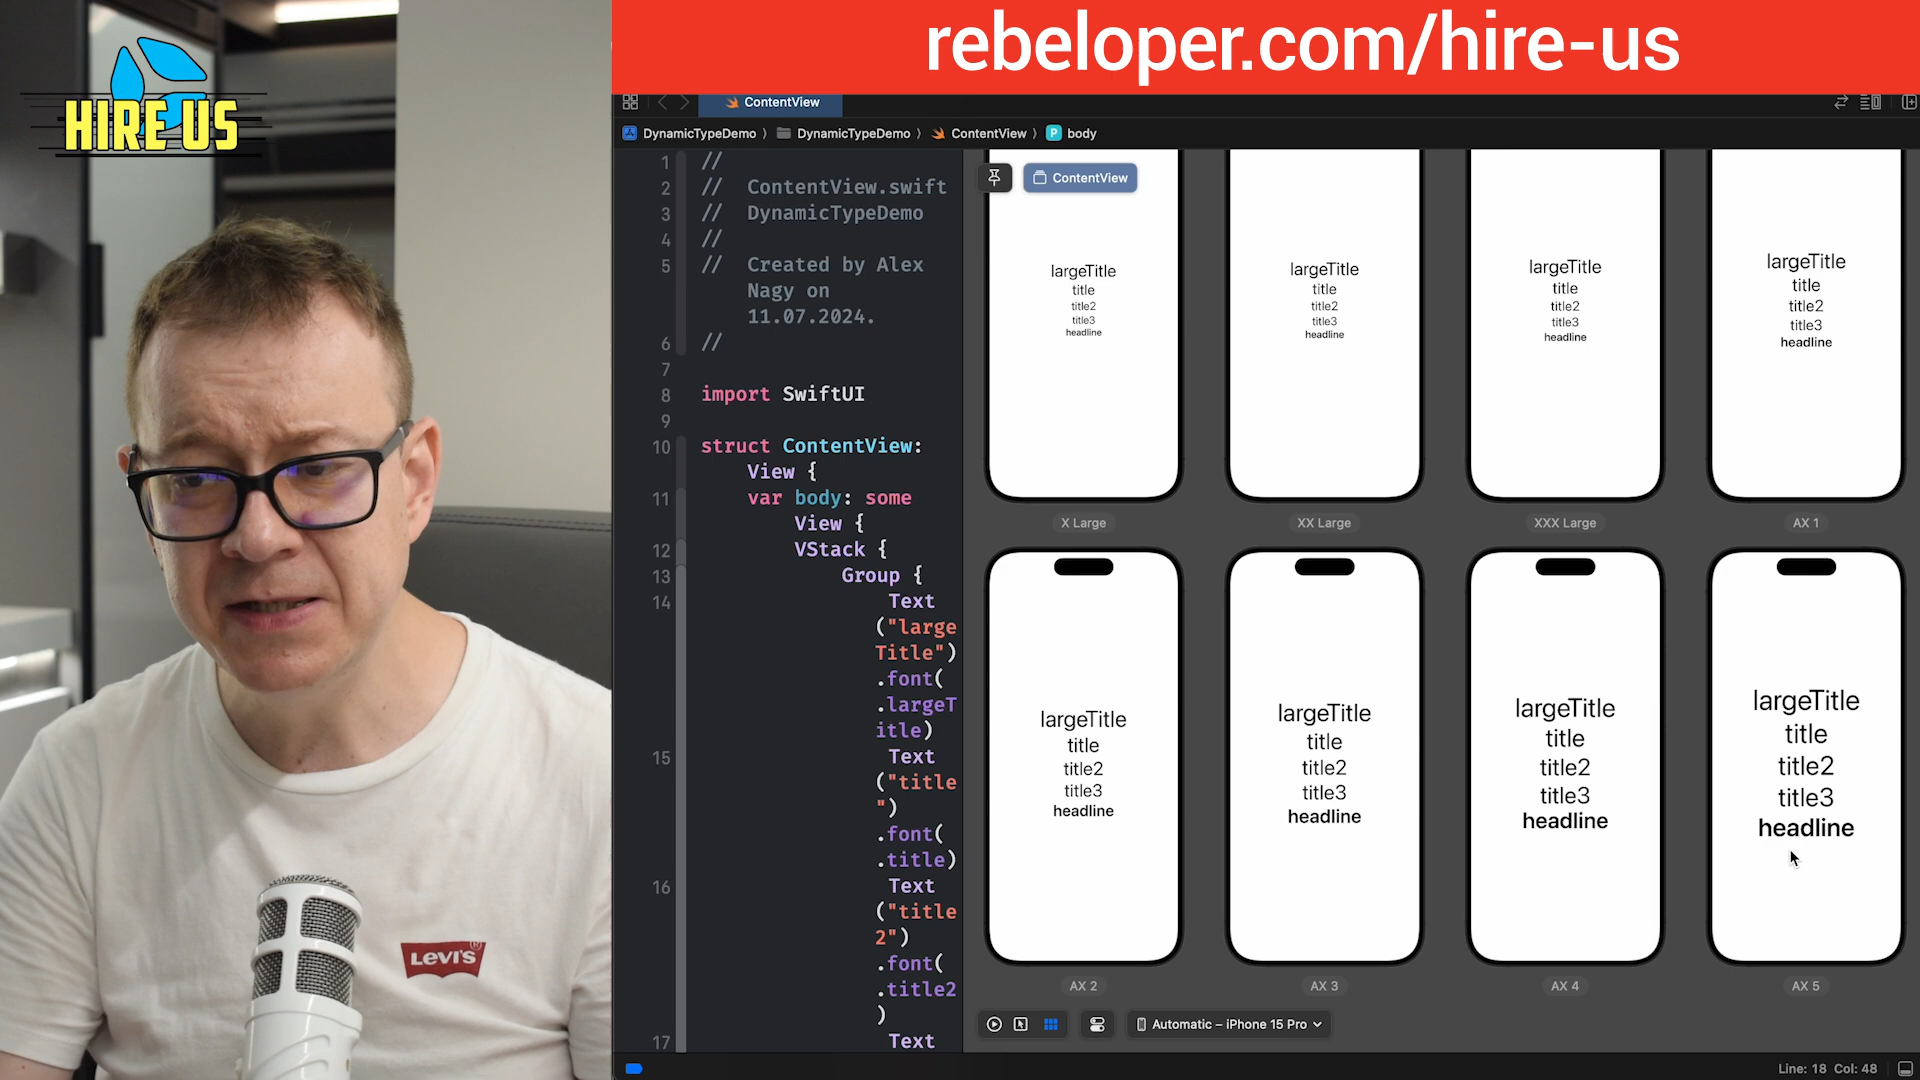 rebeloper.com/hire-us
HIRE US
ContentView
DynamicTypeDemo
DynamicTypeDemo
ContentView
P
body
1 //
2 // ContentView.swift
3 // DynamicTypeDemo
4 //
5 // Created by Alex
Nagy on
11.07.2024.
6 //
7
8 import SwiftUI
9
10 struct ContentView:
View {
11 var body: some
View {
12 VStack {
13 Group {
14 Text
("large
Title")
.font(
.largeT
itle)
15 Text
("title
")
.font(
.title)
16 Text
("title
2")
.font(
.title2
)
17 Text
ContentView
largeTitle
title
title2
title3
headline
X Large
largeTitle
title
title2
title3
headline
XX Large
largeTitle
title
title2
title3
headline
XXX Large
largeTitle
title
title2
title3
headline
AX 1
largeTitle
title
title2
title3
headline
AX 2
largeTitle
title
title2
title3
headline
AX 3
largeTitle
title
title2
title3
headline
AX 4
largeTitle
title
title2
title3
headline
AX 5
Automatic – iPhone 15 Pro
Line: 18 Col: 48
LEVI'S